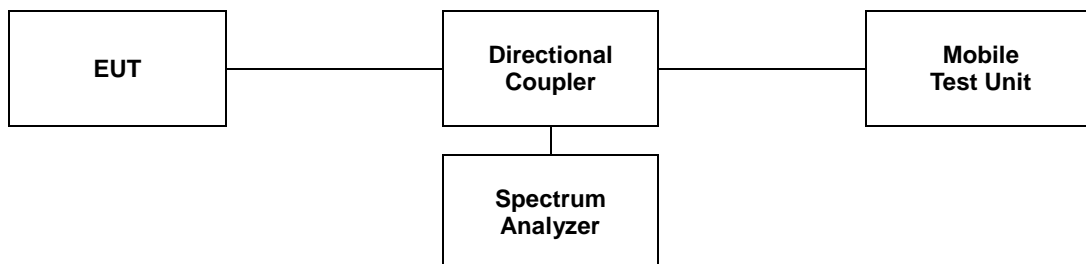 EUT
Directional
Coupler
Mobile
Test Unit
Spectrum
Analyzer